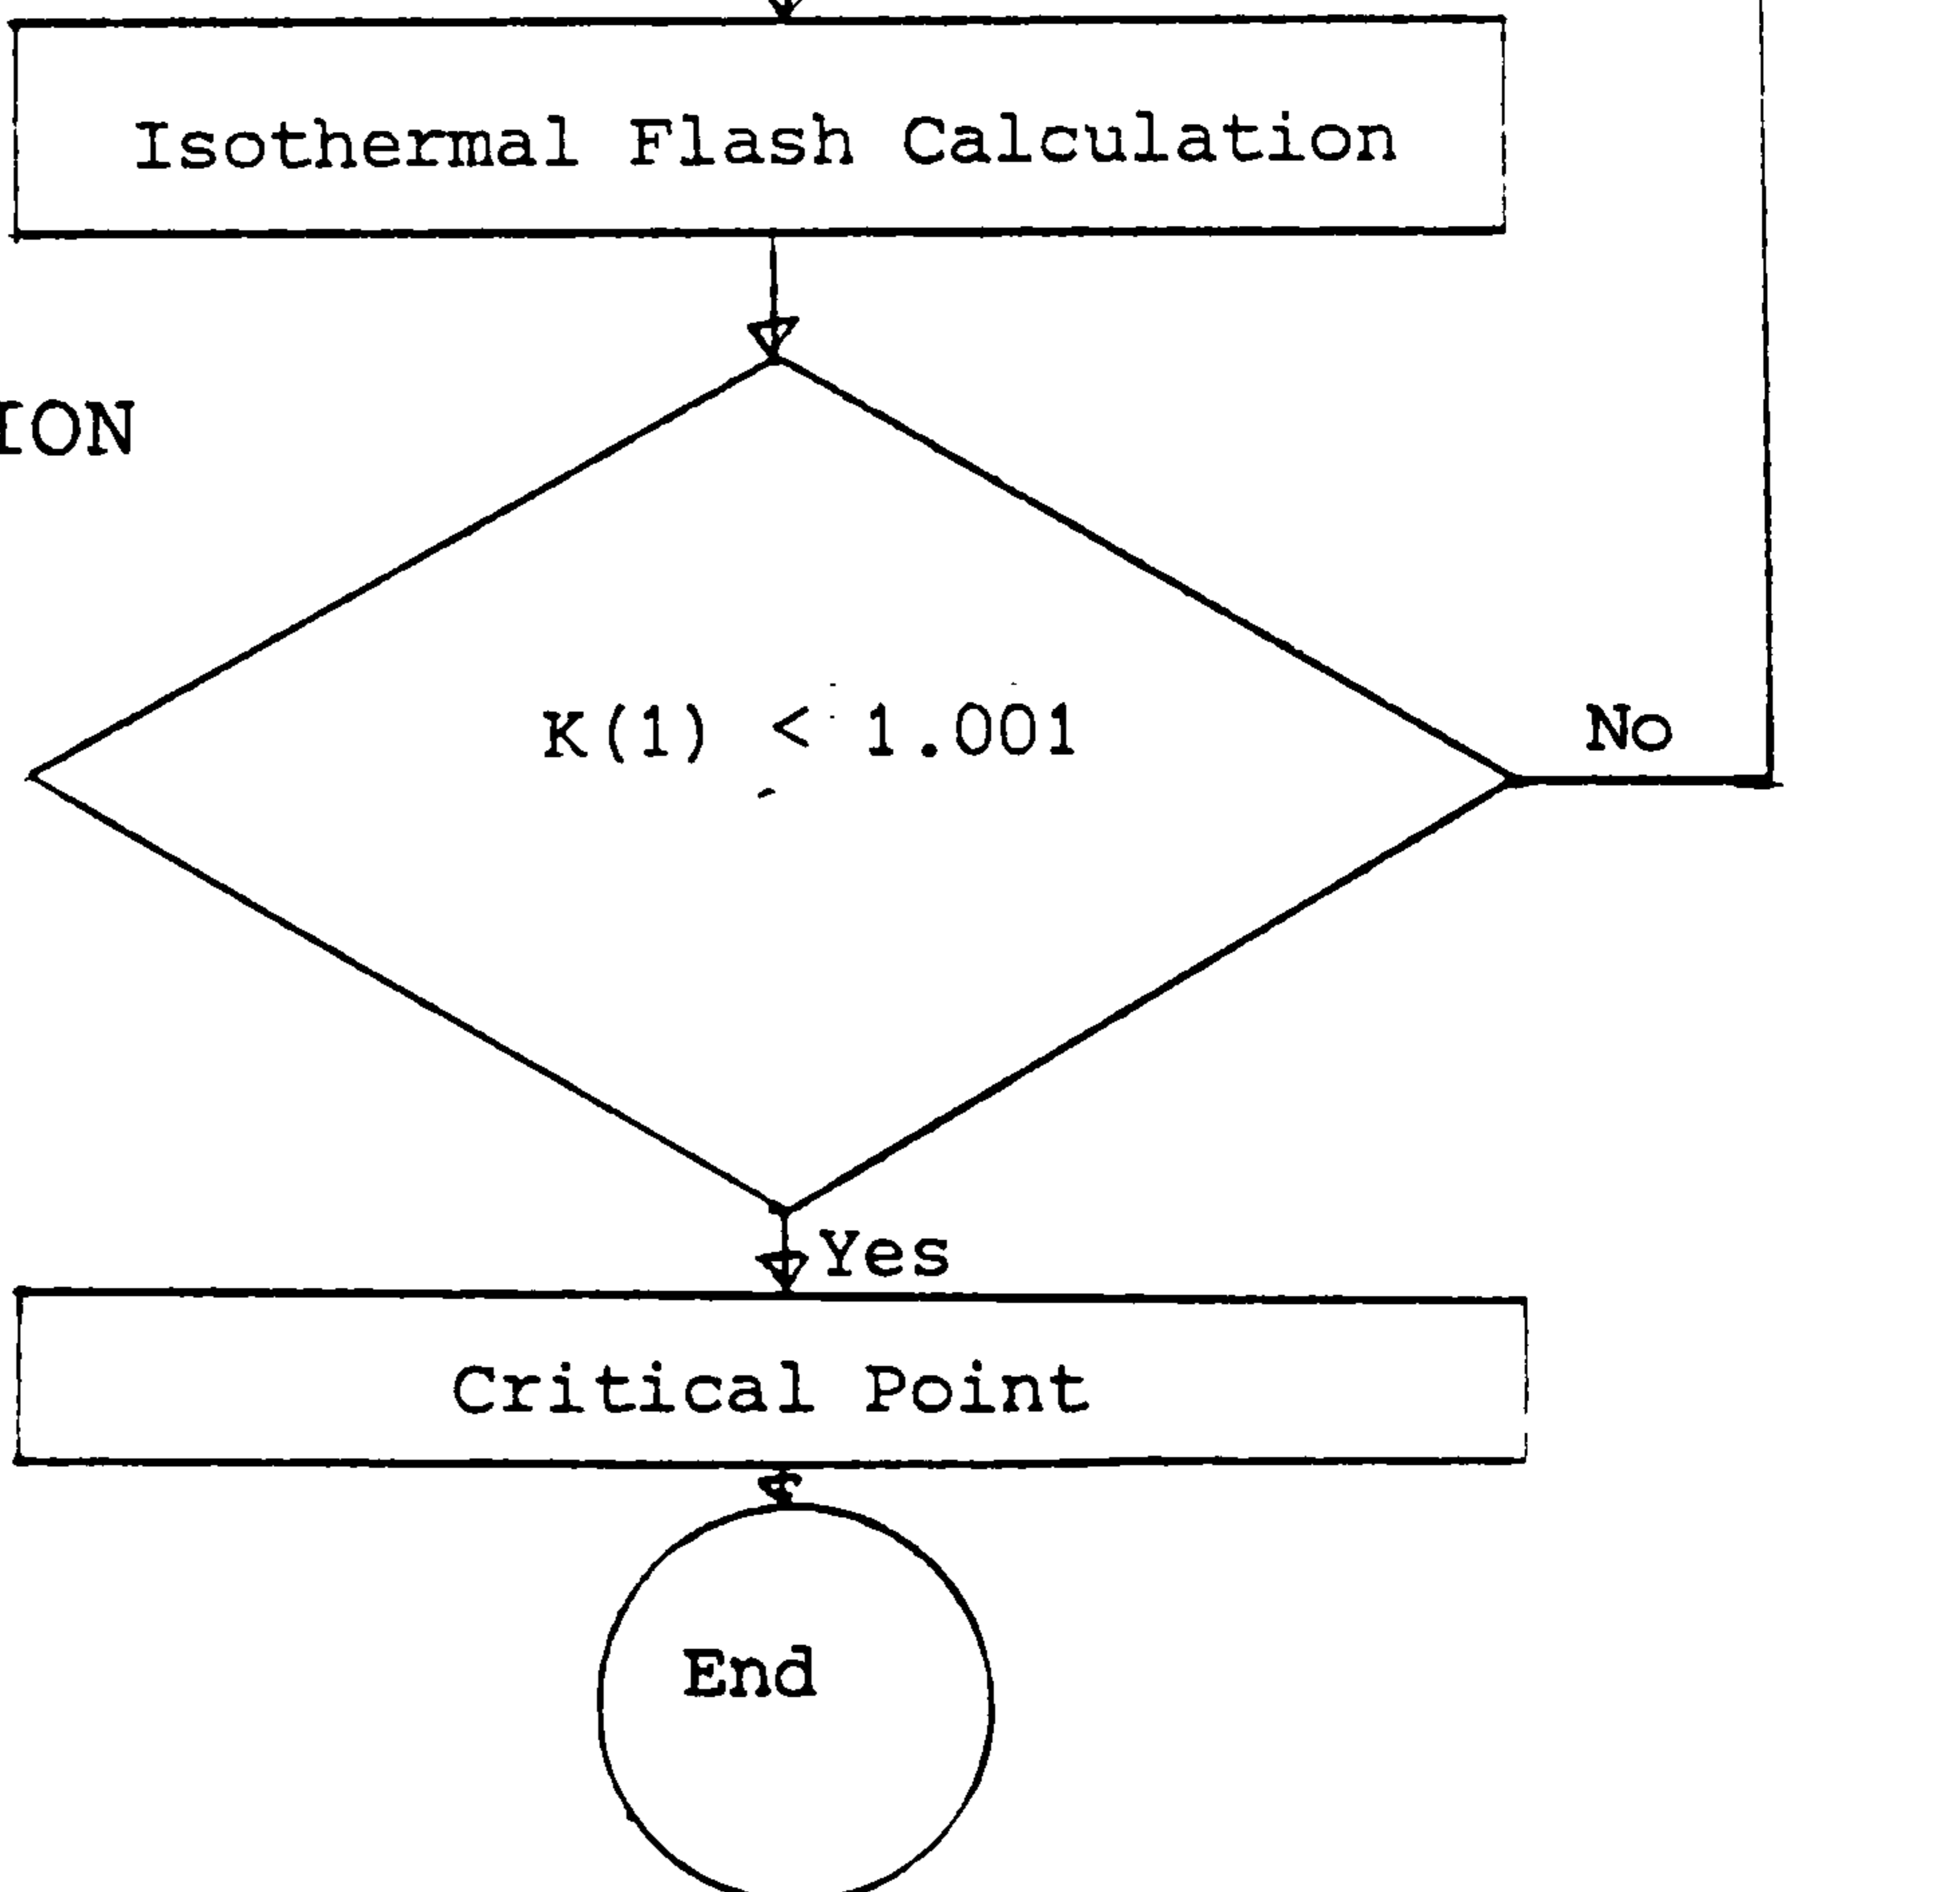 Isothermal Flash Calculation
ION
K(1) < 1.001
No
Yes
Critical Point
End